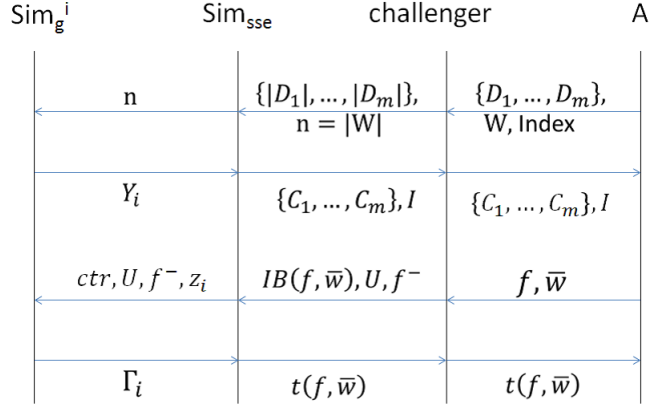 Sim_g^i Sim_sse challenger A
n {|D_1|, ..., |D_m|}, {D_1, ..., D_m},
n = |W| W, Index
Y_i {C_1, ..., C_m}, I {C_1, ..., C_m}, I
ctr, U, f^-, z_i IB(f, w̅), U, f^- f, w̅
Γ_i t(f, w̅) t(f, w̅)